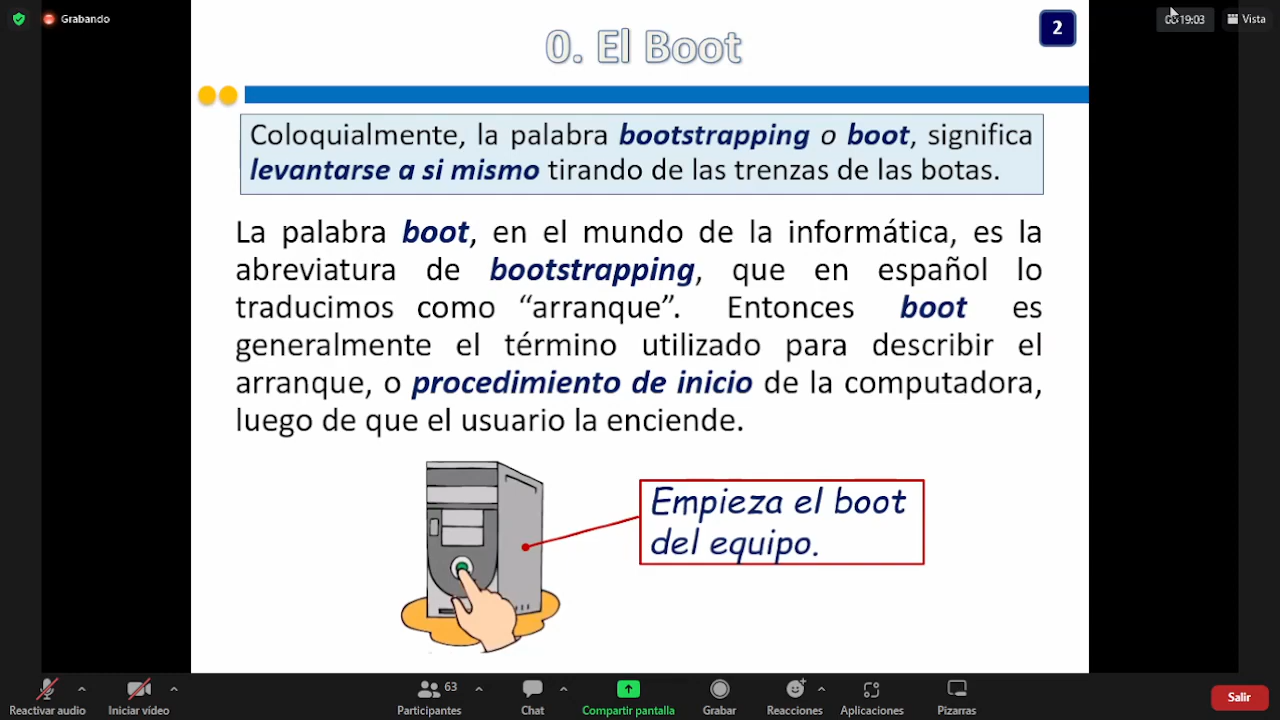 Grabando
00:19:03
Vista
0. El Boot
2
Coloquialmente, la palabra bootstrapping o boot, significa
levantarse a si mismo tirando de las trenzas de las botas.
La palabra boot, en el mundo de la informática, es la
abreviatura de bootstrapping, que en español lo
traducimos como “arranque”. Entonces boot es
generalmente el término utilizado para describir el
arranque, o procedimiento de inicio de la computadora,
luego de que el usuario la enciende.
Empieza el boot
del equipo.
Reactivar audio
Iniciar vídeo
63
Participantes
Chat
Compartir pantalla
Grabar
Reacciones
Aplicaciones
Pizarras
Salir